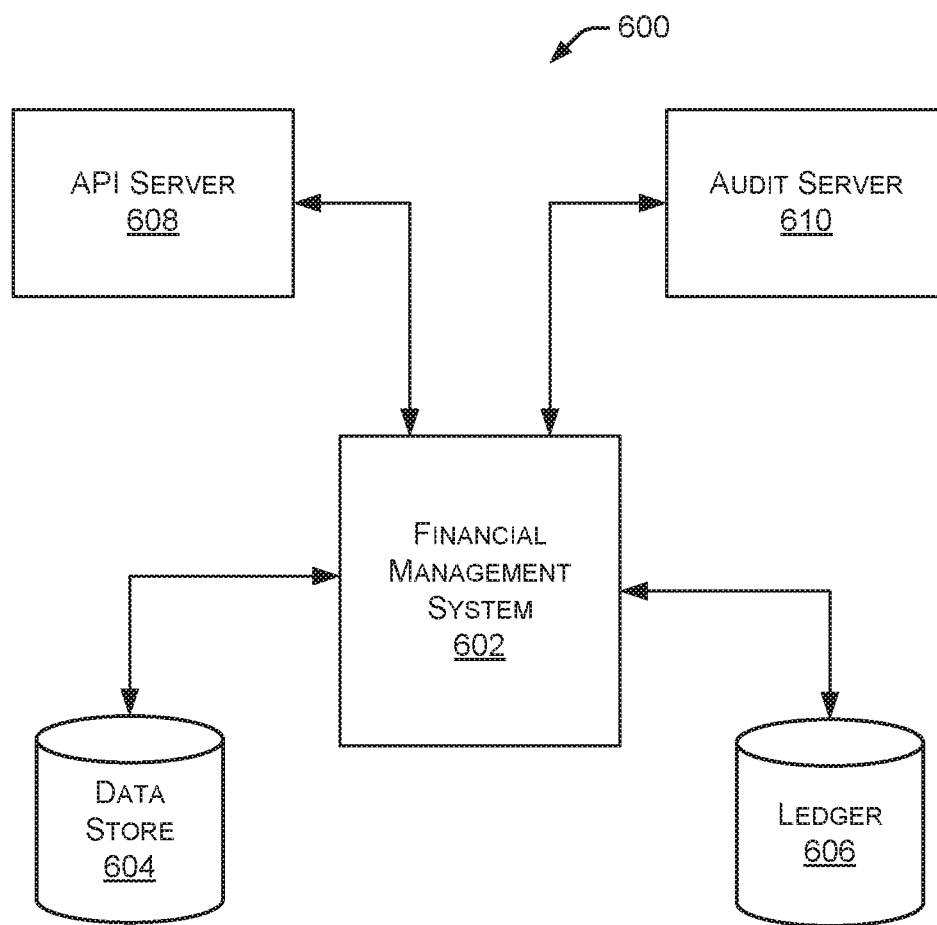 600
API SERVER
608
AUDIT SERVER
610
FINANCIAL
MANAGEMENT
SYSTEM
602
DATA
STORE
604
LEDGER
606